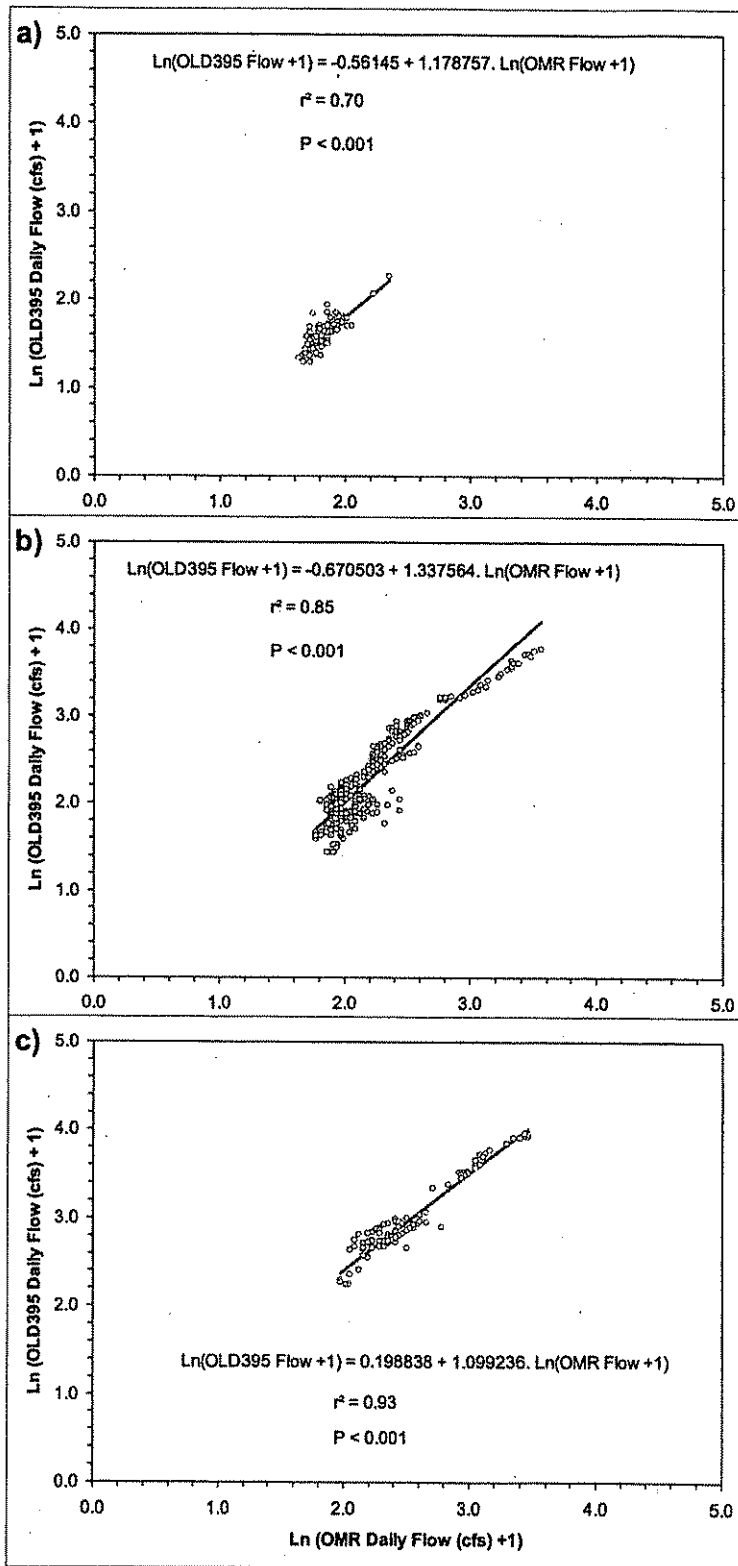 a)
5.0
Ln(OLD395 Flow +1) = -0.56145 + 1.178757. Ln(OMR Flow +1)
r² = 0.70
4.0
P < 0.001
3.0
2.0
1.0
0.0
Ln (OLD395 Daily Flow (cfs) + 1)
0.0 1.0 2.0 3.0 4.0 5.0
b)
5.0
Ln(OLD395 Flow +1) = -0.670503 + 1.337564. Ln(OMR Flow +1)
r² = 0.85
4.0
P < 0.001
3.0
2.0
1.0
0.0
Ln (OLD395 Daily Flow (cfs) + 1)
0.0 1.0 2.0 3.0 4.0 5.0
c)
5.0
4.0
3.0
2.0
Ln(OLD395 Flow +1) = 0.198838 + 1.099236. Ln(OMR Flow +1)
1.0
r² = 0.93
P < 0.001
0.0
Ln (OLD395 Daily Flow (cfs) + 1)
0.0 1.0 2.0 3.0 4.0 5.0
Ln (OMR Daily Flow (cfs) +1)